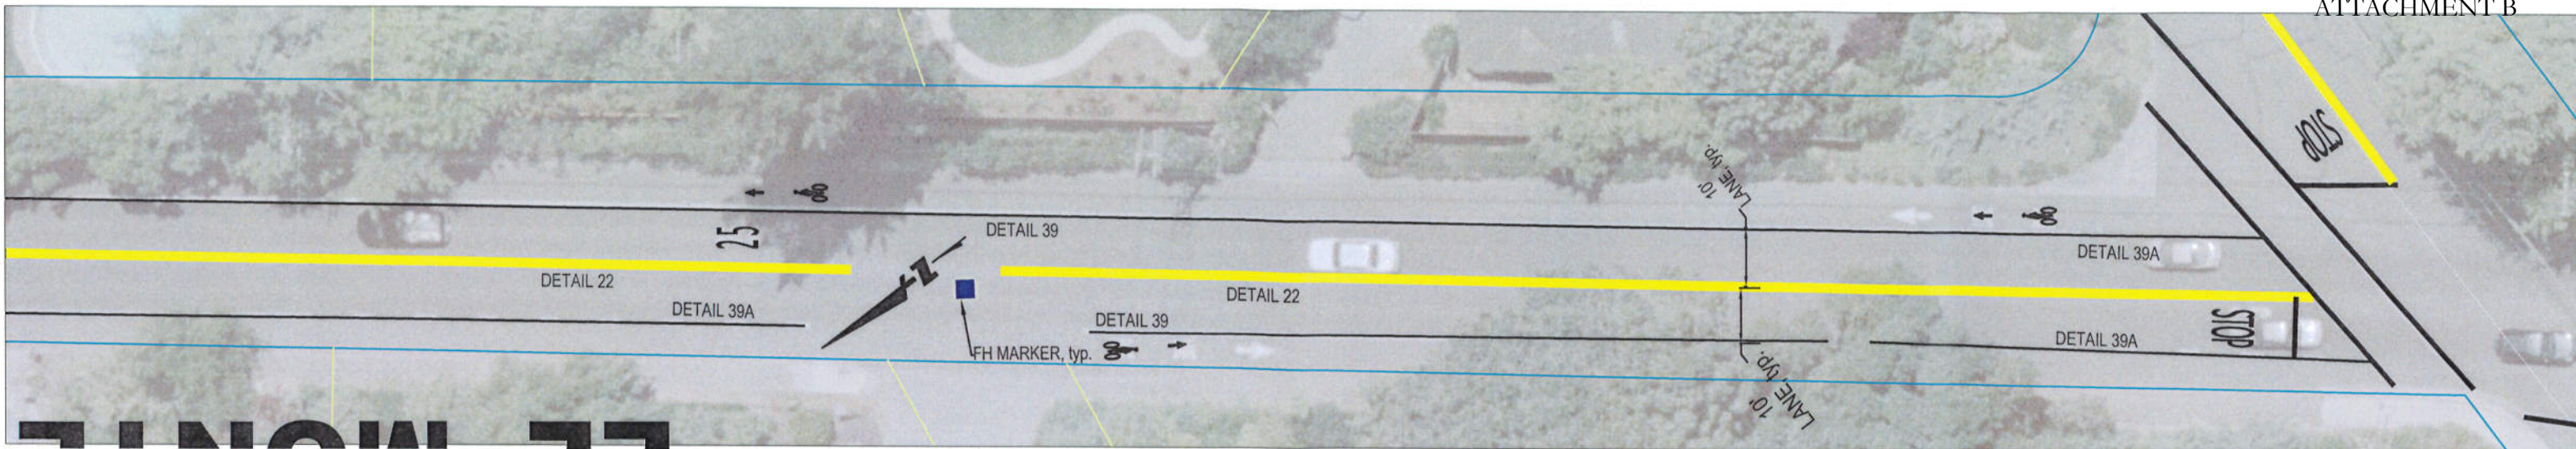 ATTACHMENT B
STOP
10'
LANE, typ.
25
DETAIL 39
DETAIL 39A
DETAIL 22
DETAIL 22
DETAIL 39A
DETAIL 39
STOP
DETAIL 39A
FH MARKER, typ.
10'
LANE, typ.
N